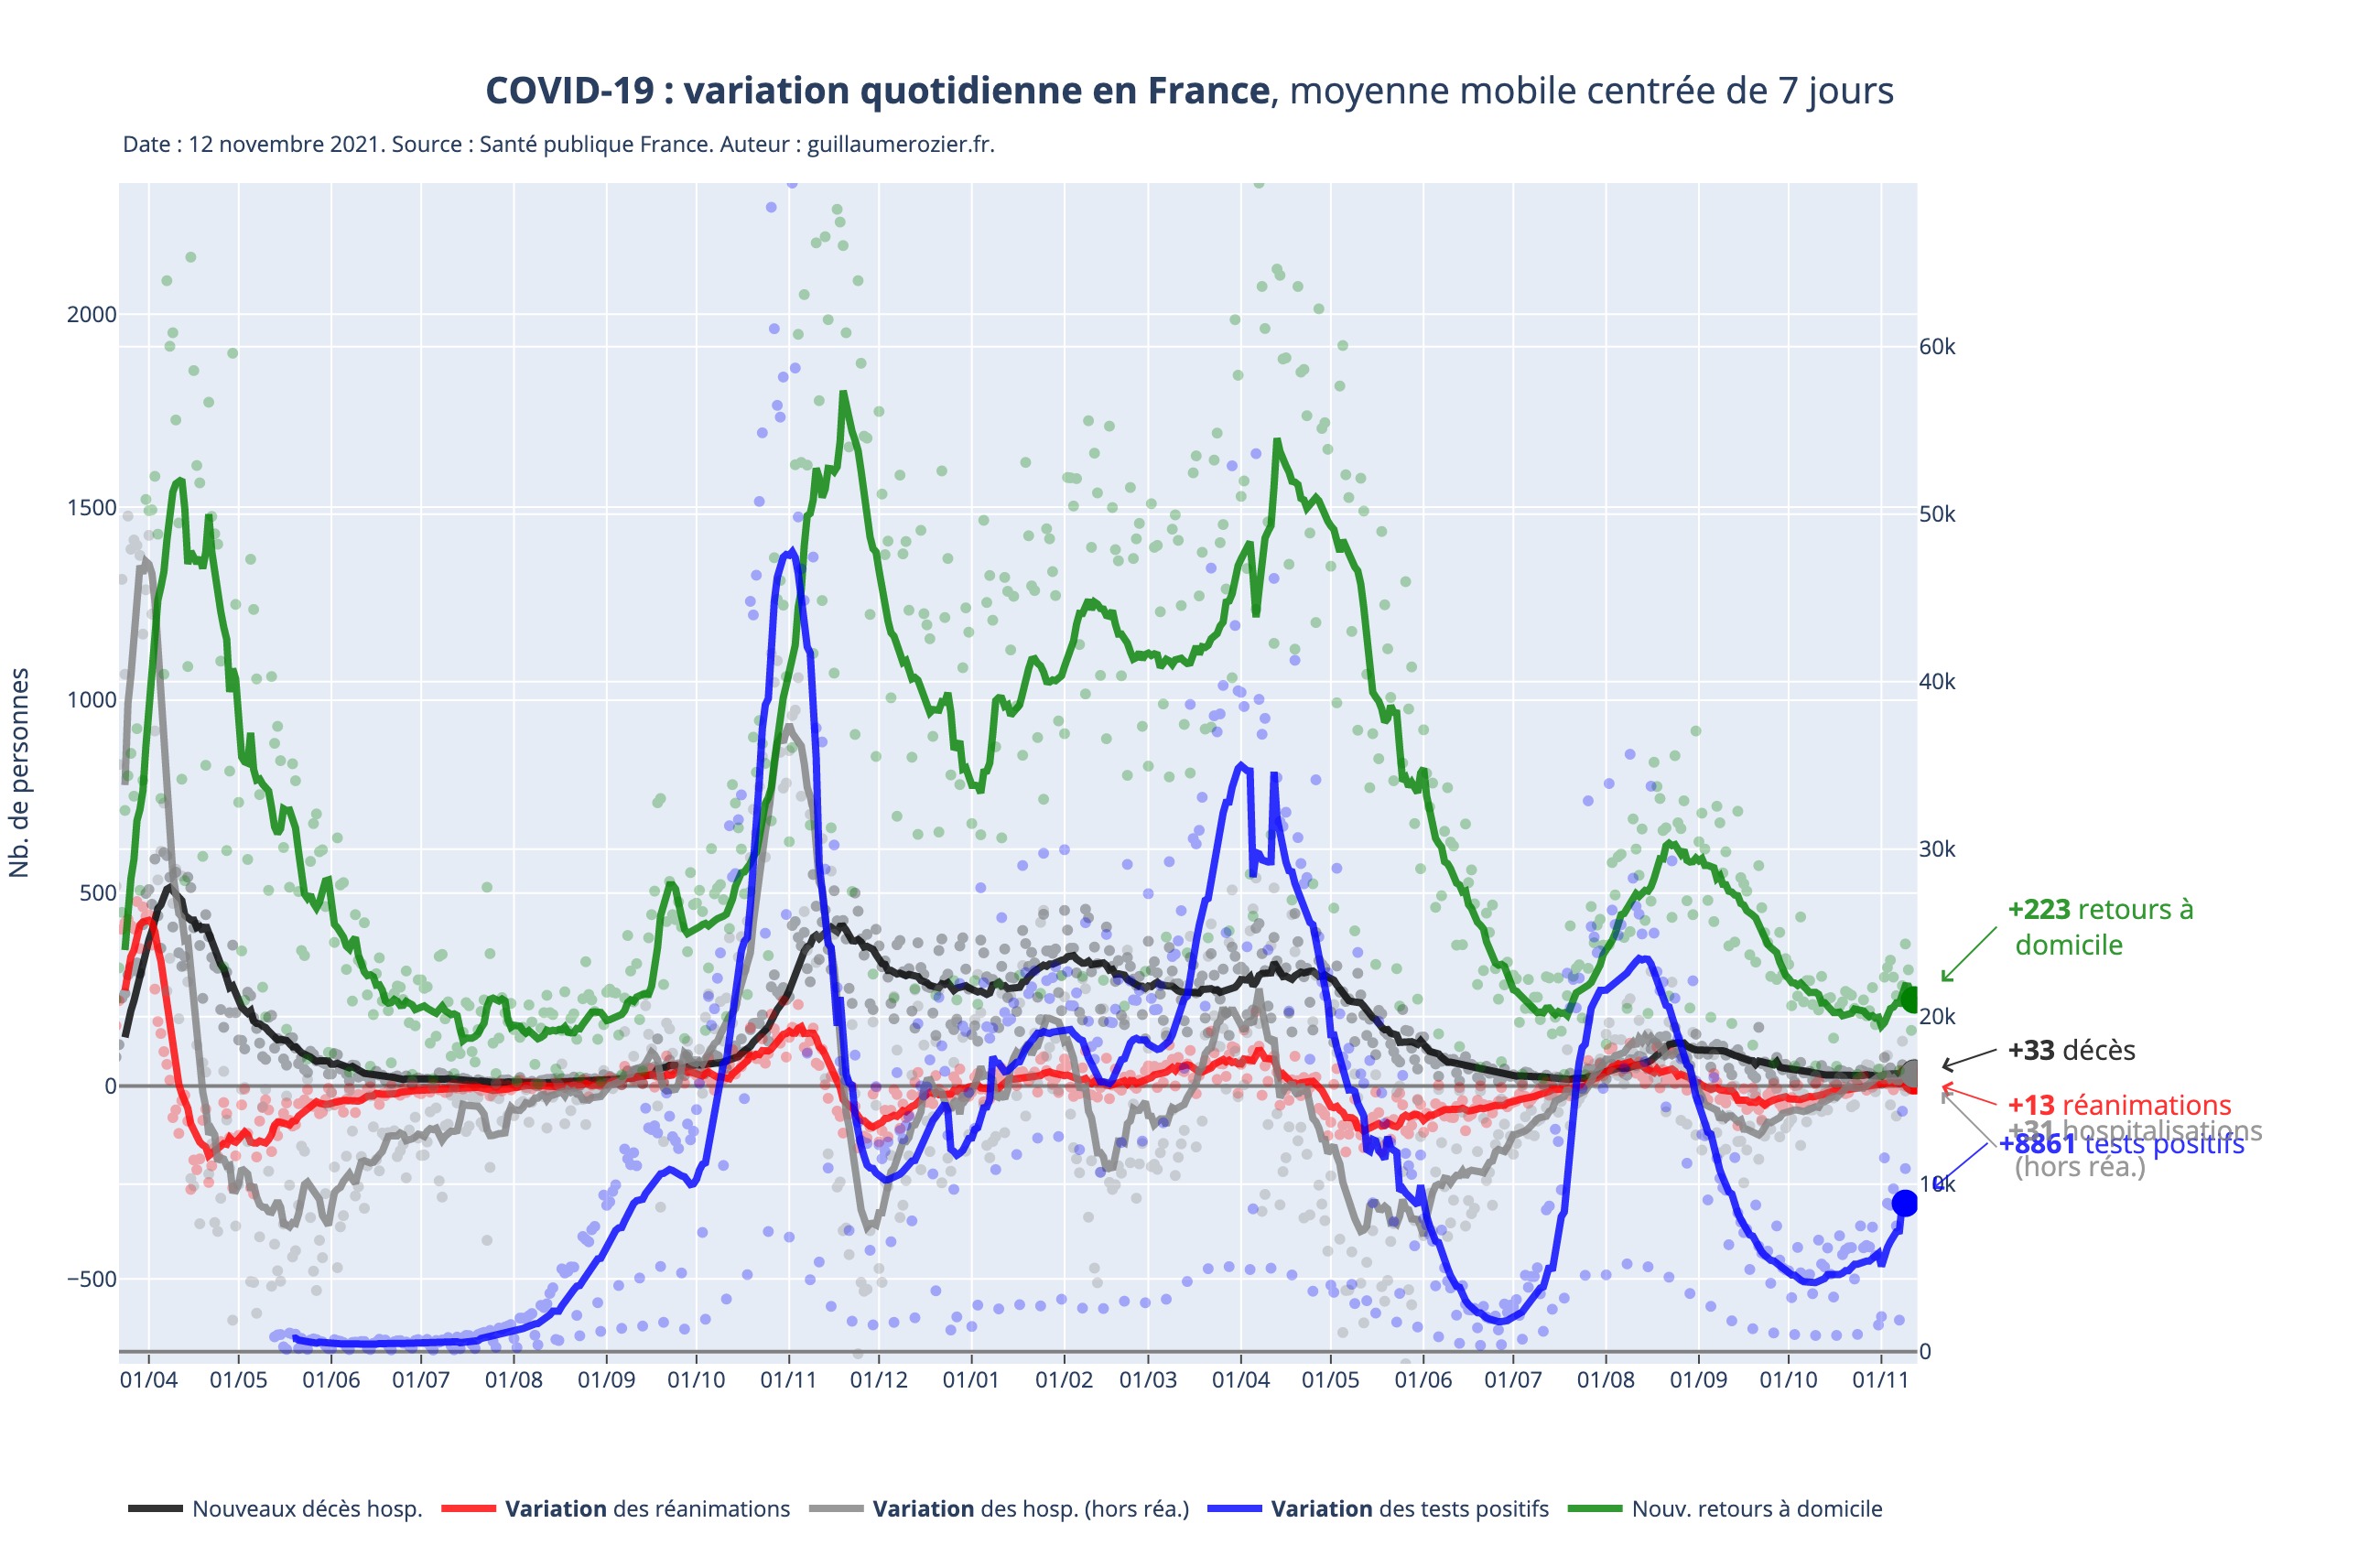 COVID-19 : variation quotidienne en France, moyenne mobile centrée de 7 jours
Date : 12 novembre 2021. Source : Santé publique France. Auteur : guillaumerozier.fr.
Nb. de personnes
2000
1500
1000
500
0
−500
60k
50k
40k
30k
20k
10k
0
+223 retours à
domicile
+33 décès
+13 réanimations
+31 hospitalisations
+8861 tests positifs
(hors réa.)
01/04 01/05 01/06 01/07 01/08 01/09 01/10 01/11 01/12 01/01 01/02 01/03 01/04 01/05 01/06 01/07 01/08 01/09 01/10 01/11
Nouveaux décès hosp. Variation des réanimations Variation des hosp. (hors réa.) Variation des tests positifs Nouv. retours à domicile